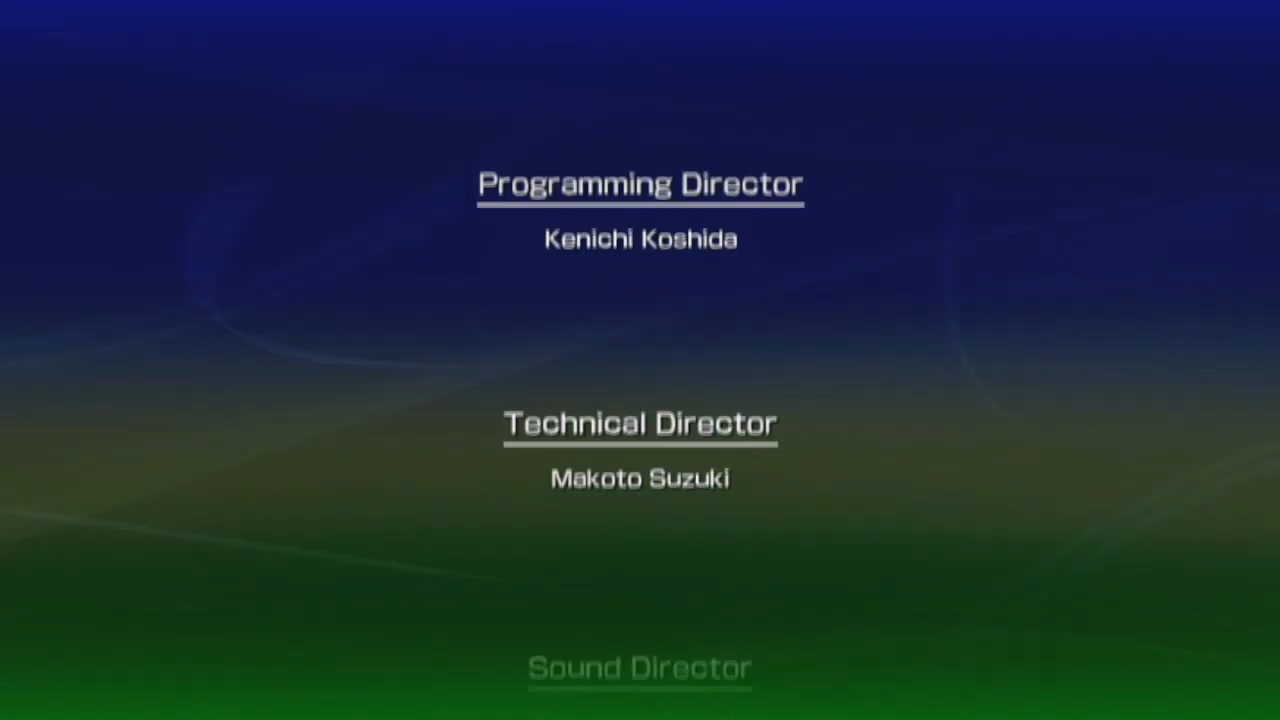 Programming Director
Kenichi Koshida
Technical Director
Makoto Suzuki
Sound Director